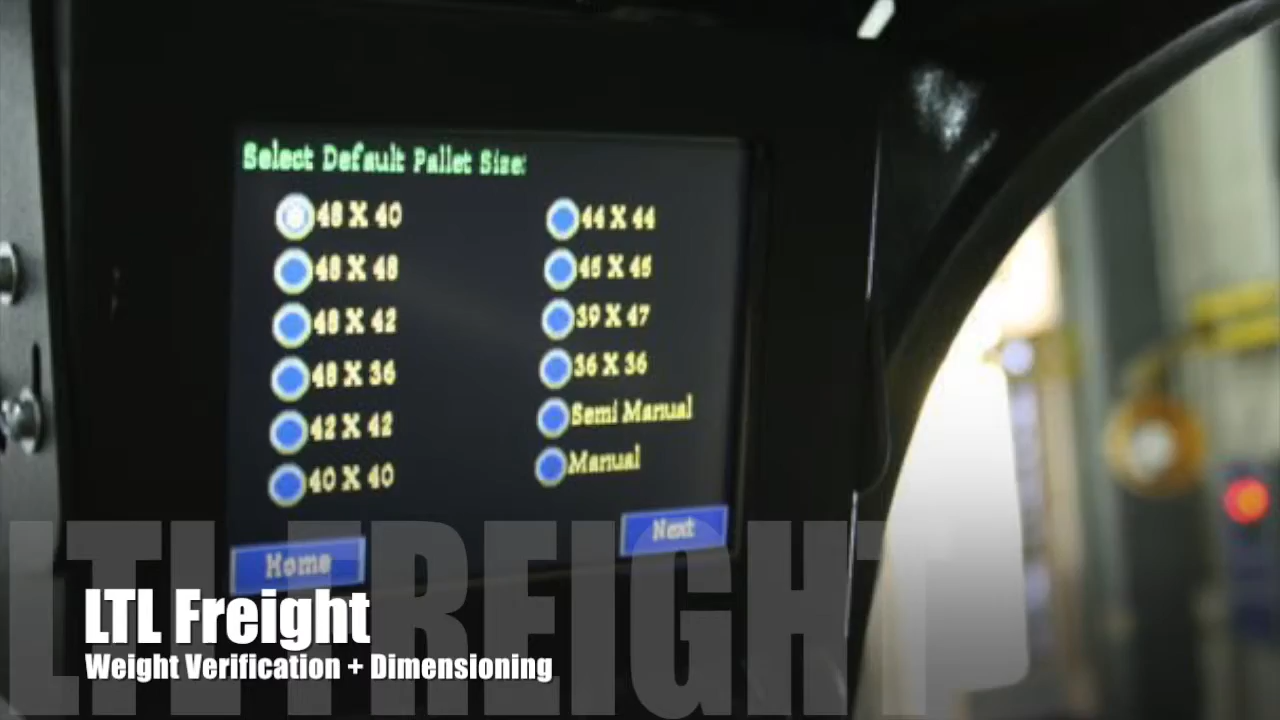 Select Default Pallet Size:
48 X 40
48 X 48
48 X 42
48 X 36
42 X 42
40 X 40
44 X 44
45 X 45
39 X 47
36 X 36
Semi Manual
Manual
Home
Next
LTL FREIGHT
LTL Freight
Weight Verification + Dimensioning